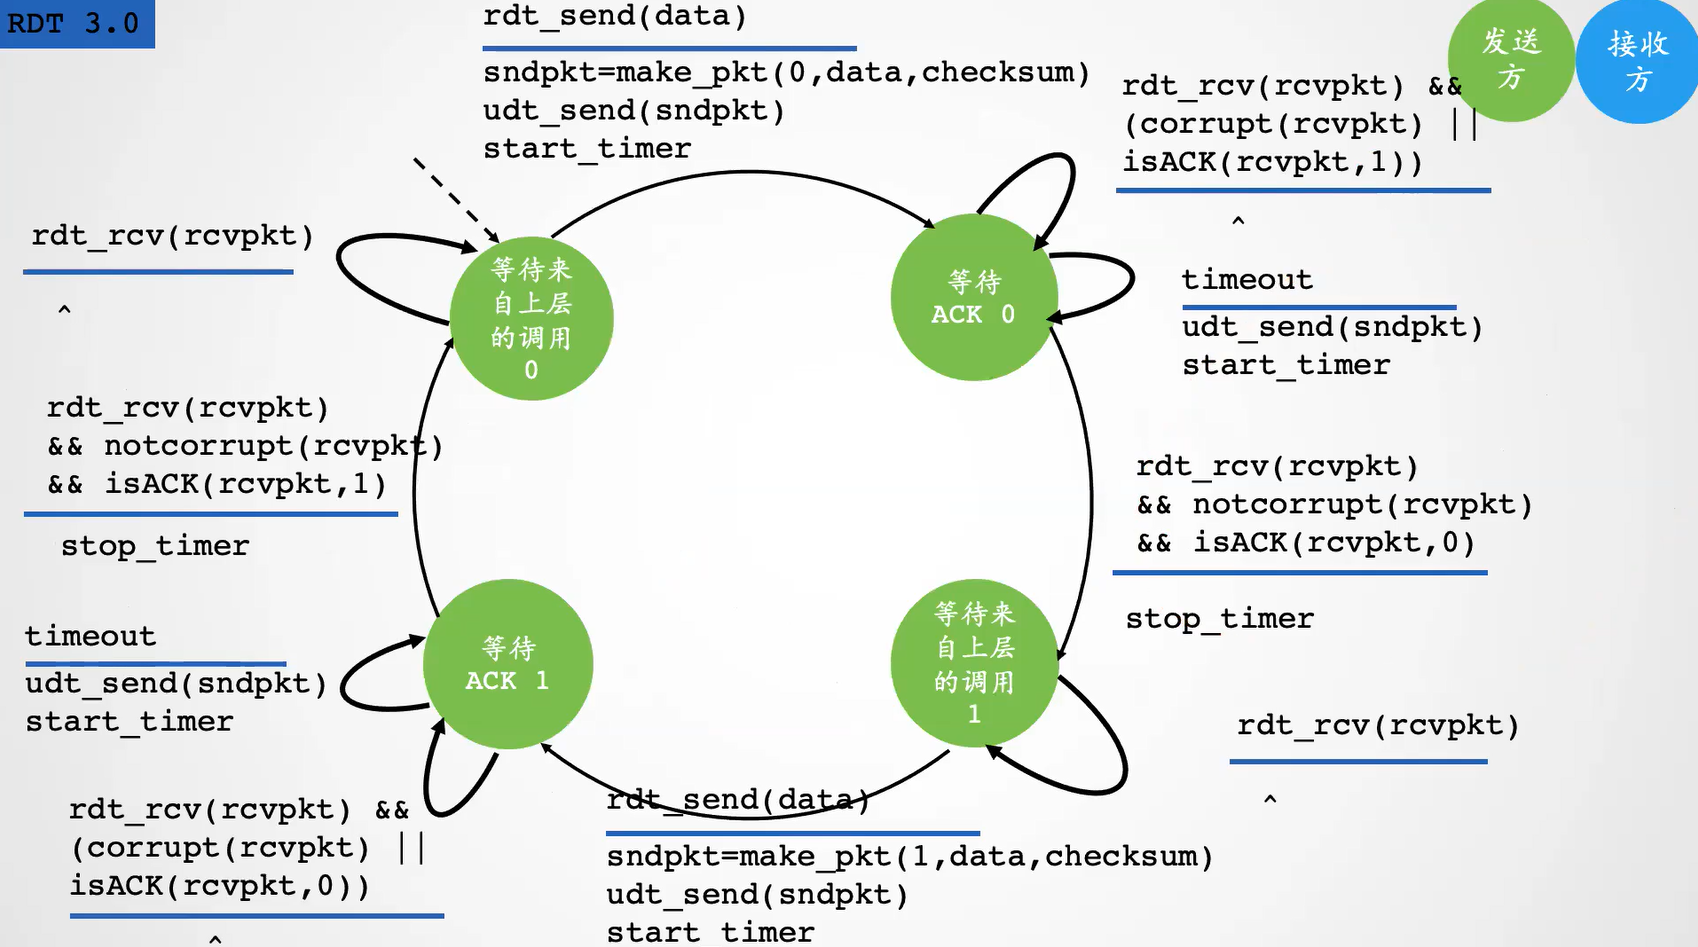 RDT 3.0
rdt_send(data)
sndpkt=make_pkt(0,data,checksum)
udt_send(sndpkt)
start_timer
发送
方
接收
方
rdt_rcv(rcvpkt) &&
(corrupt(rcvpkt) ||
isACK(rcvpkt,1))
^
rdt_rcv(rcvpkt)
^
等待来
自上层
的调用
0
等待
ACK 0
timeout
udt_send(sndpkt)
start_timer
rdt_rcv(rcvpkt)
&& notcorrupt(rcvpkt)
&& isACK(rcvpkt,1)
stop_timer
rdt_rcv(rcvpkt)
&& notcorrupt(rcvpkt)
&& isACK(rcvpkt,0)
stop_timer
timeout
udt_send(sndpkt)
start_timer
等待
ACK 1
等待来
自上层
的调用
1
rdt_rcv(rcvpkt)
^
rdt_rcv(rcvpkt) &&
(corrupt(rcvpkt) ||
isACK(rcvpkt,0))
^
rdt_send(data)
sndpkt=make_pkt(1,data,checksum)
udt_send(sndpkt)
start timer